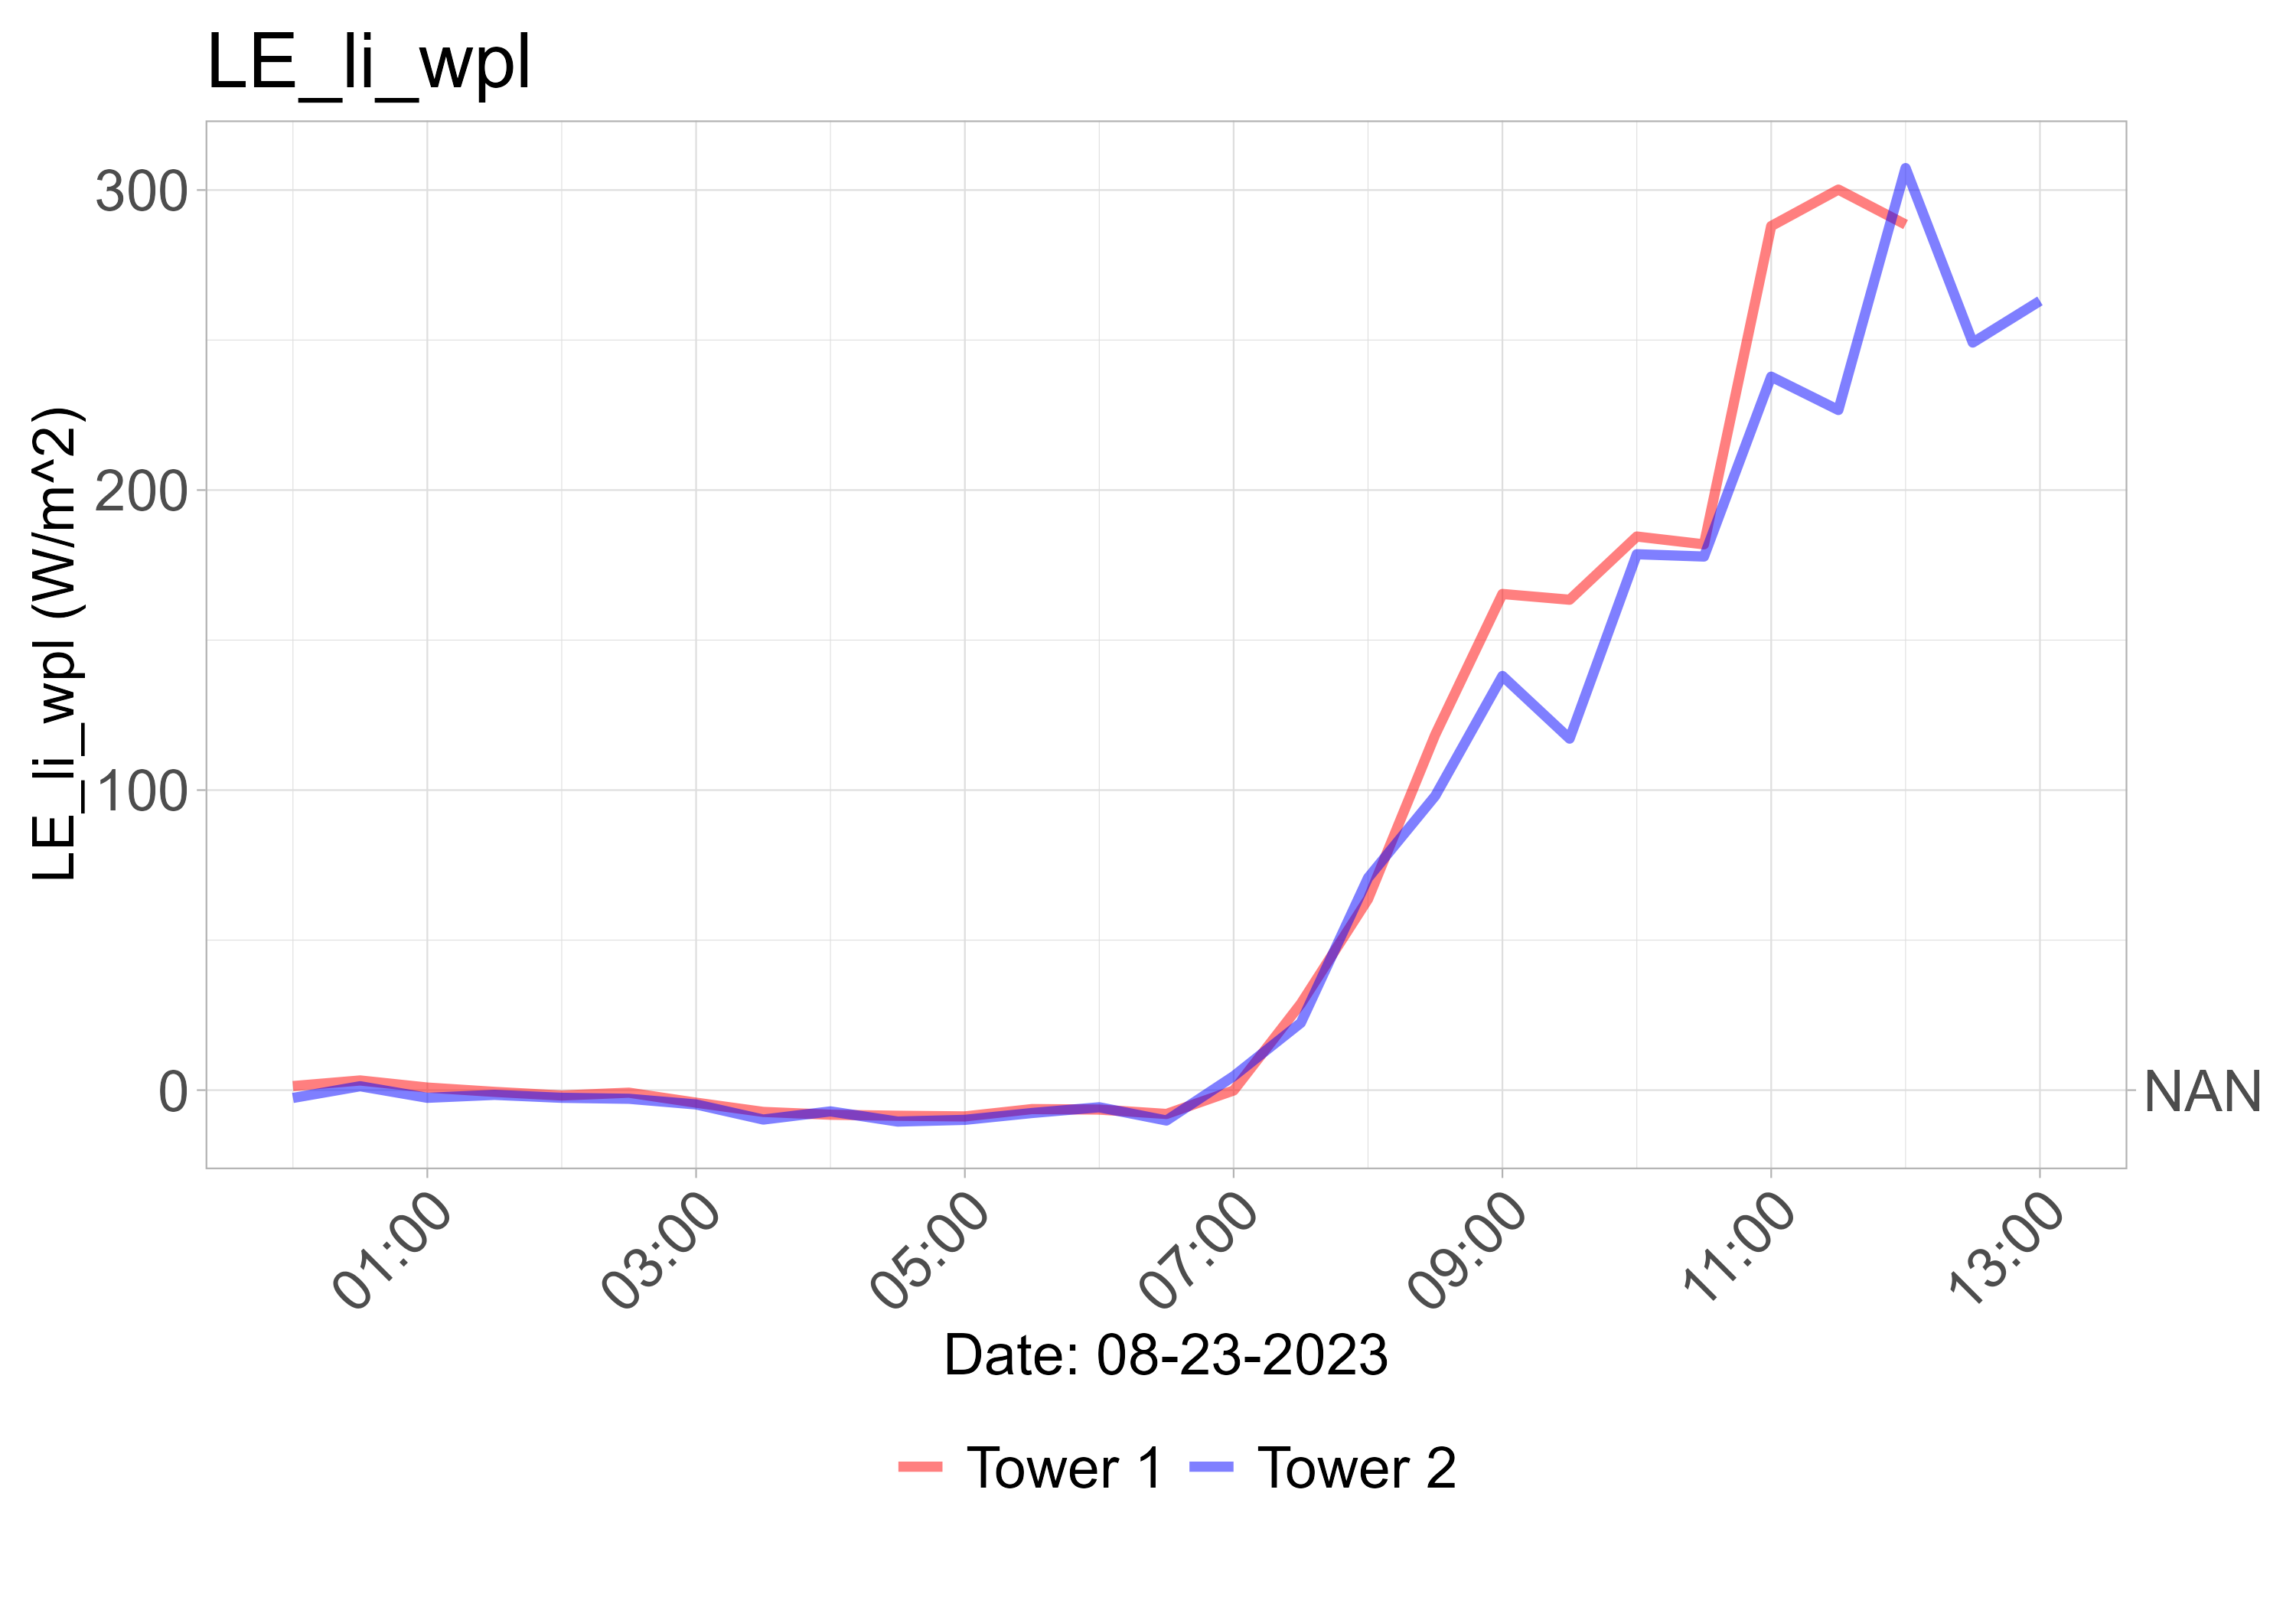 LE_li_wpl
LE_li_wpl (W/m^2)
300
200
100
0
NAN
01:00 03:00 05:00 07:00 09:00 11:00 13:00
Date: 08-23-2023
Tower 1 Tower 2